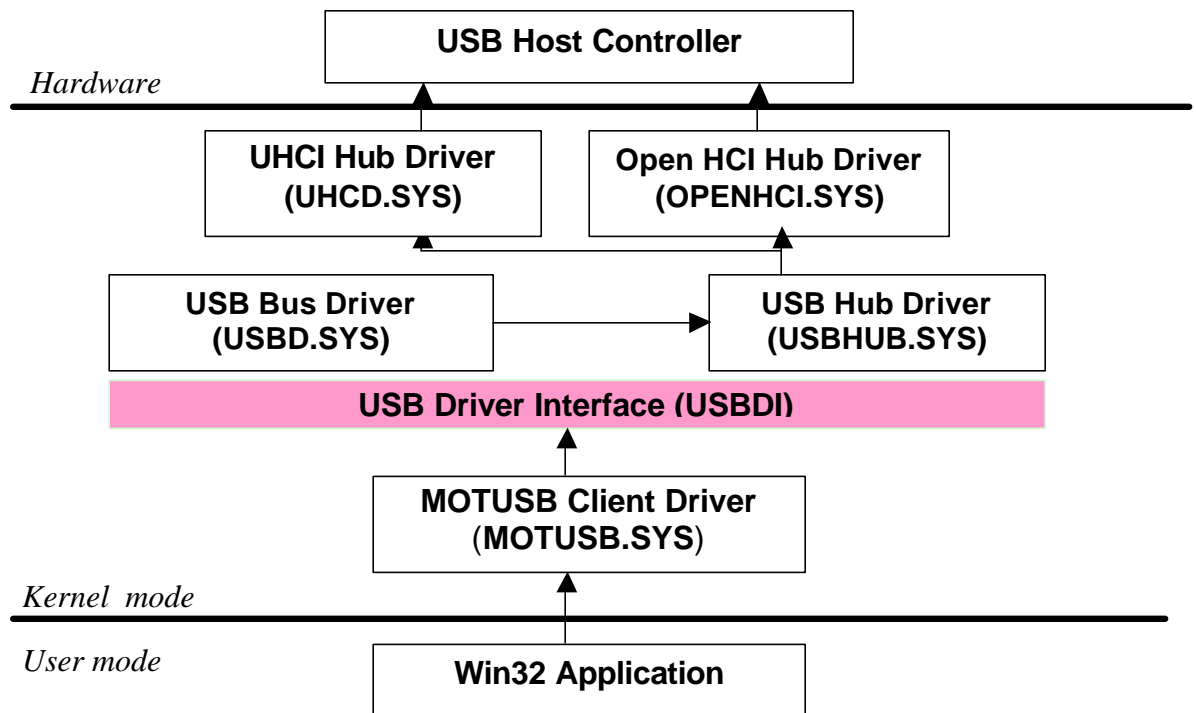 USB Host Controller
Hardware
UHCI Hub Driver
(UHCD.SYS)
Open HCI Hub Driver
(OPENHCI.SYS)
USB Bus Driver
(USBD.SYS)
USB Hub Driver
(USBHUB.SYS)
USB Driver Interface (USBDI)
MOTUSB Client Driver
(MOTUSB.SYS)
Kernel mode
User mode
Win32 Application